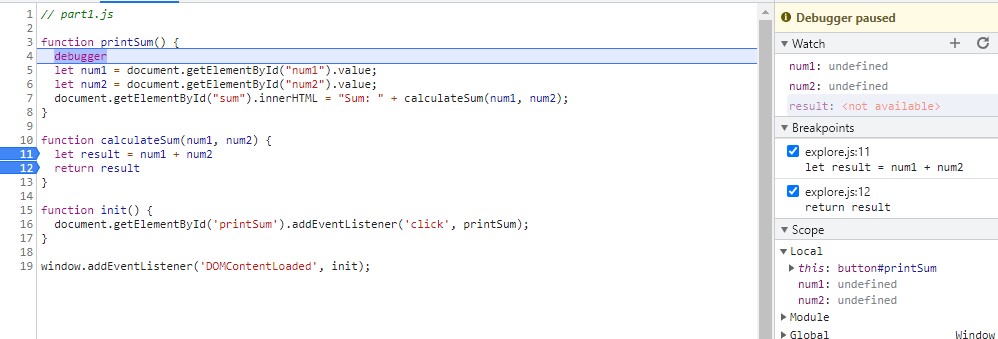 1 // part1.js
2
3 function printSum() {
4 debugger
5 let num1 = document.getElementById("num1").value;
6 let num2 = document.getElementById("num2").value;
7 document.getElementById("sum").innerHTML = "Sum: " + calculateSum(num1, num2);
8 }
9
10 function calculateSum(num1, num2) {
11 let result = num1 + num2
12 return result
13 }
14
15 function init() {
16 document.getElementById('printSum').addEventListener('click', printSum);
17 }
18
19 window.addEventListener('DOMContentLoaded', init);
Debugger paused
Watch
num1: undefined
num2: undefined
result: <not available>
Breakpoints
explore.js:11
let result = num1 + num2
explore.js:12
return result
Scope
Local
this: button#printSum
num1: undefined
num2: undefined
Module
Global Window